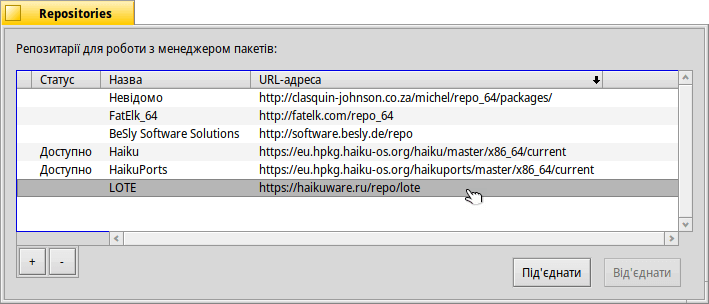 Repositories
Репозитарії для роботи з менеджером пакетів:
Статус Назва URL-адреса
Невідомо http://clasquin-johnson.co.za/michel/repo_64/packages/
FatElk_64 http://fatelk.com/repo_64
BeSly Software Solutions http://software.besly.de/repo
Доступно Haiku https://eu.hpkg.haiku-os.org/haiku/master/x86_64/current
Доступно HaikuPorts https://eu.hpkg.haiku-os.org/haikuports/master/x86_64/current
LOTE https://haikuware.ru/repo/lote
+ -
Під'єднати Від'єднати